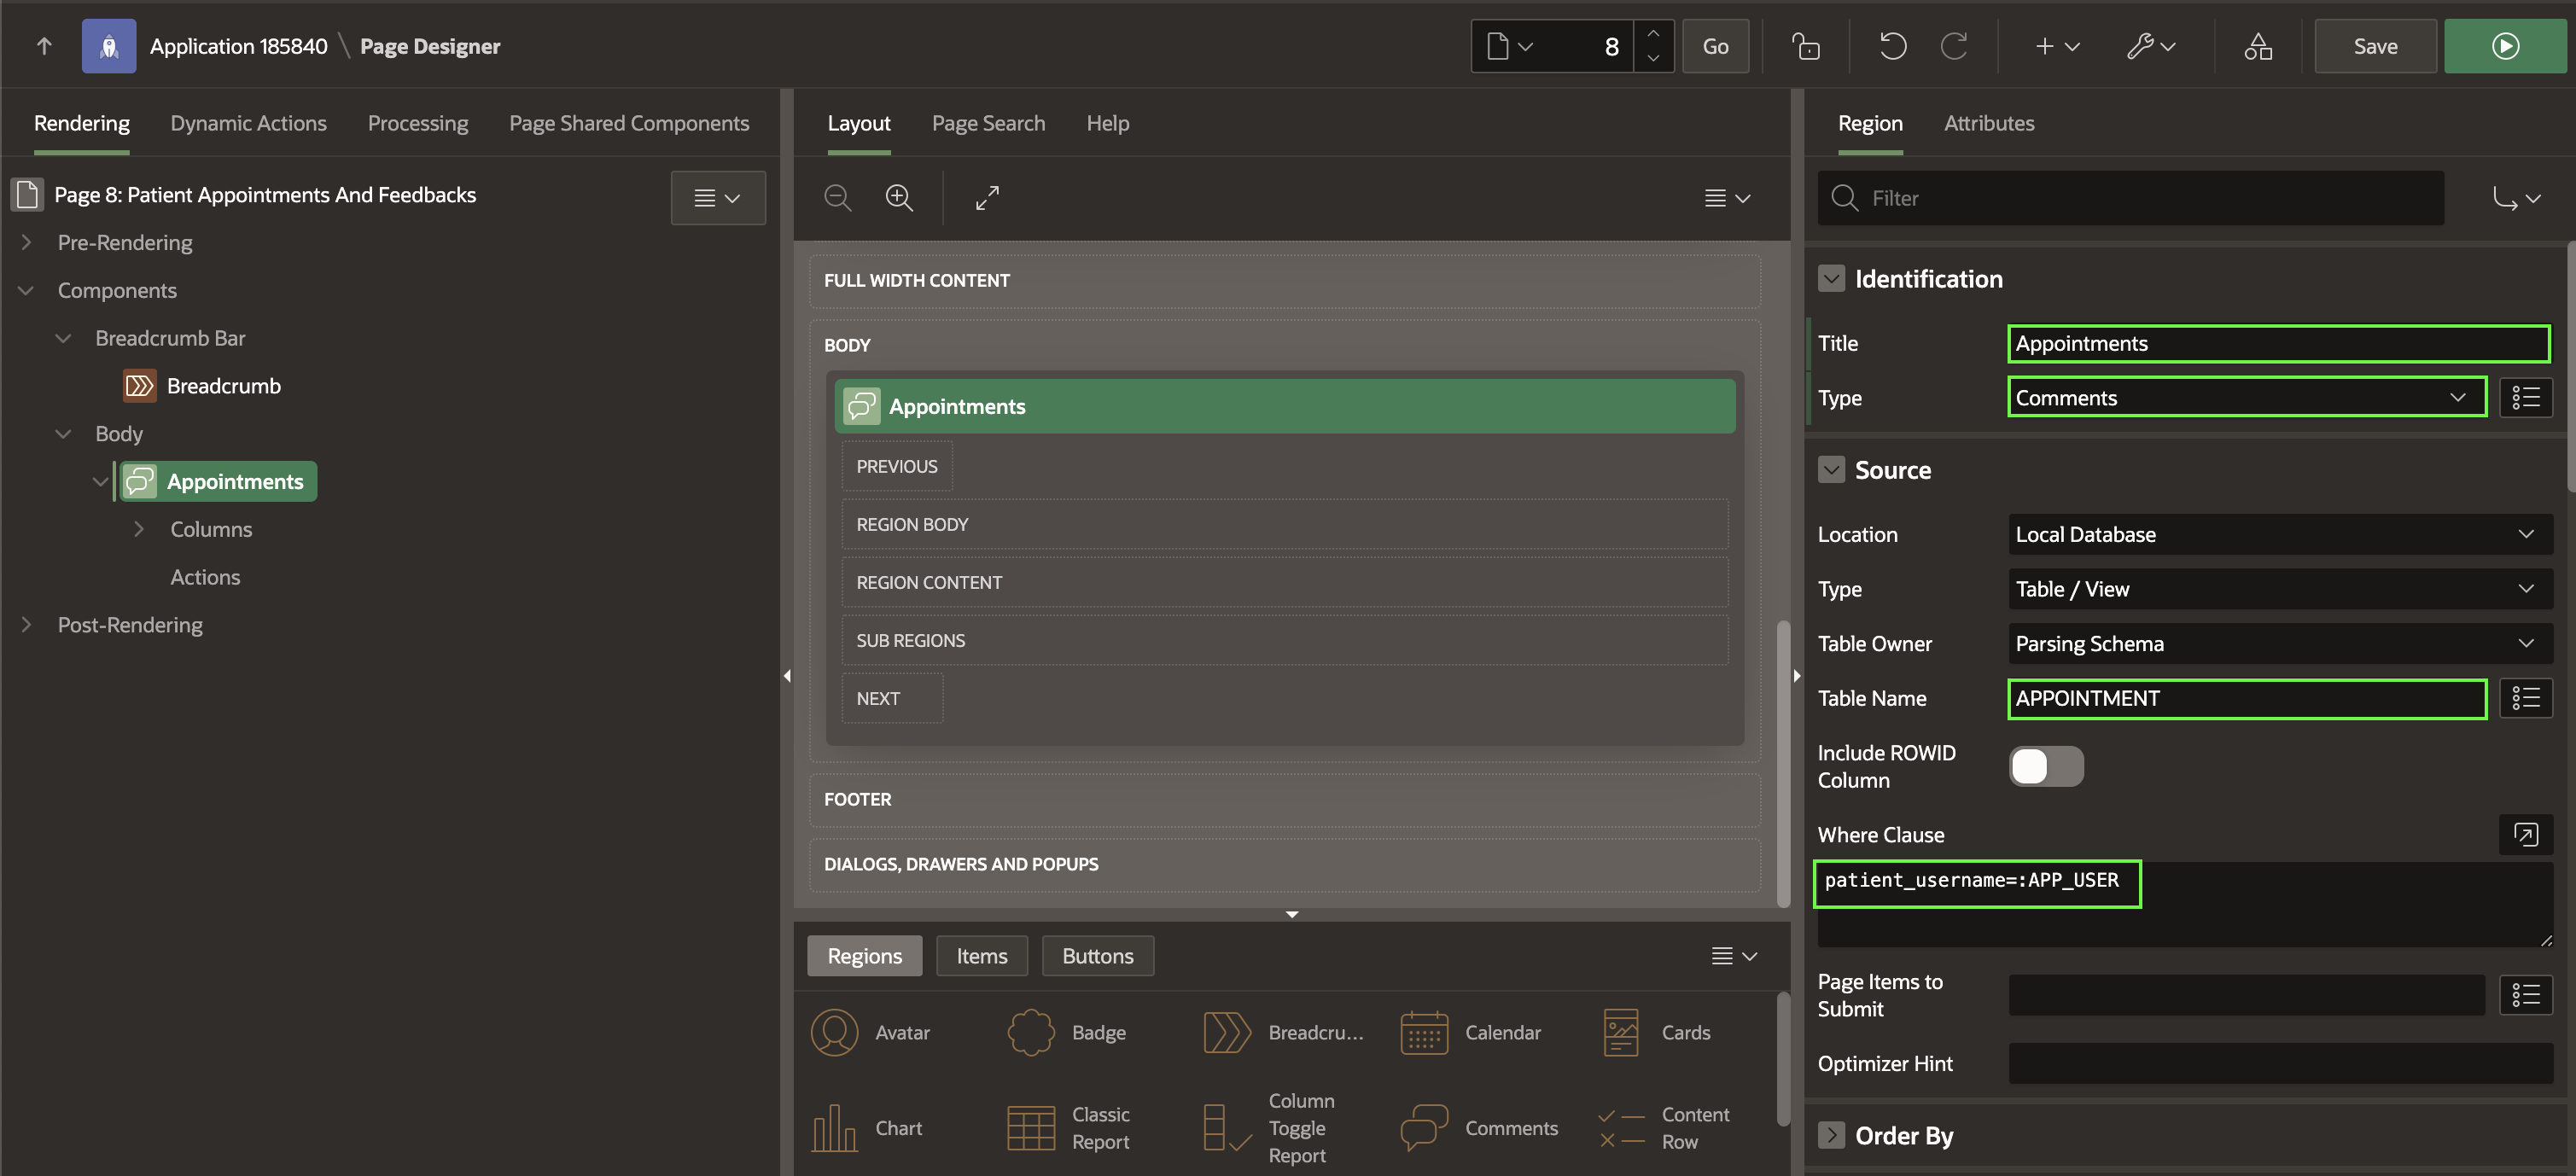 Application 185840 \ Page Designer
8
Go
Save
Rendering
Dynamic Actions
Processing
Page Shared Components
Page 8: Patient Appointments And Feedbacks
Pre-Rendering
Components
Breadcrumb Bar
Breadcrumb
Body
Appointments
Columns
Actions
Post-Rendering
Layout
Page Search
Help
FULL WIDTH CONTENT
BODY
Appointments
PREVIOUS
REGION BODY
REGION CONTENT
SUB REGIONS
NEXT
FOOTER
DIALOGS, DRAWERS AND POPUPS
Regions
Items
Buttons
Avatar
Badge
Breadcru...
Calendar
Cards
Chart
Classic
Report
Column
Toggle
Report
Comments
Content
Row
Region
Attributes
Filter
Identification
Title
Appointments
Type
Comments
Source
Location
Local Database
Type
Table / View
Table Owner
Parsing Schema
Table Name
APPOINTMENT
Include ROWID
Column
Where Clause
patient_username=:APP_USER
Page Items to
Submit
Optimizer Hint
Order By